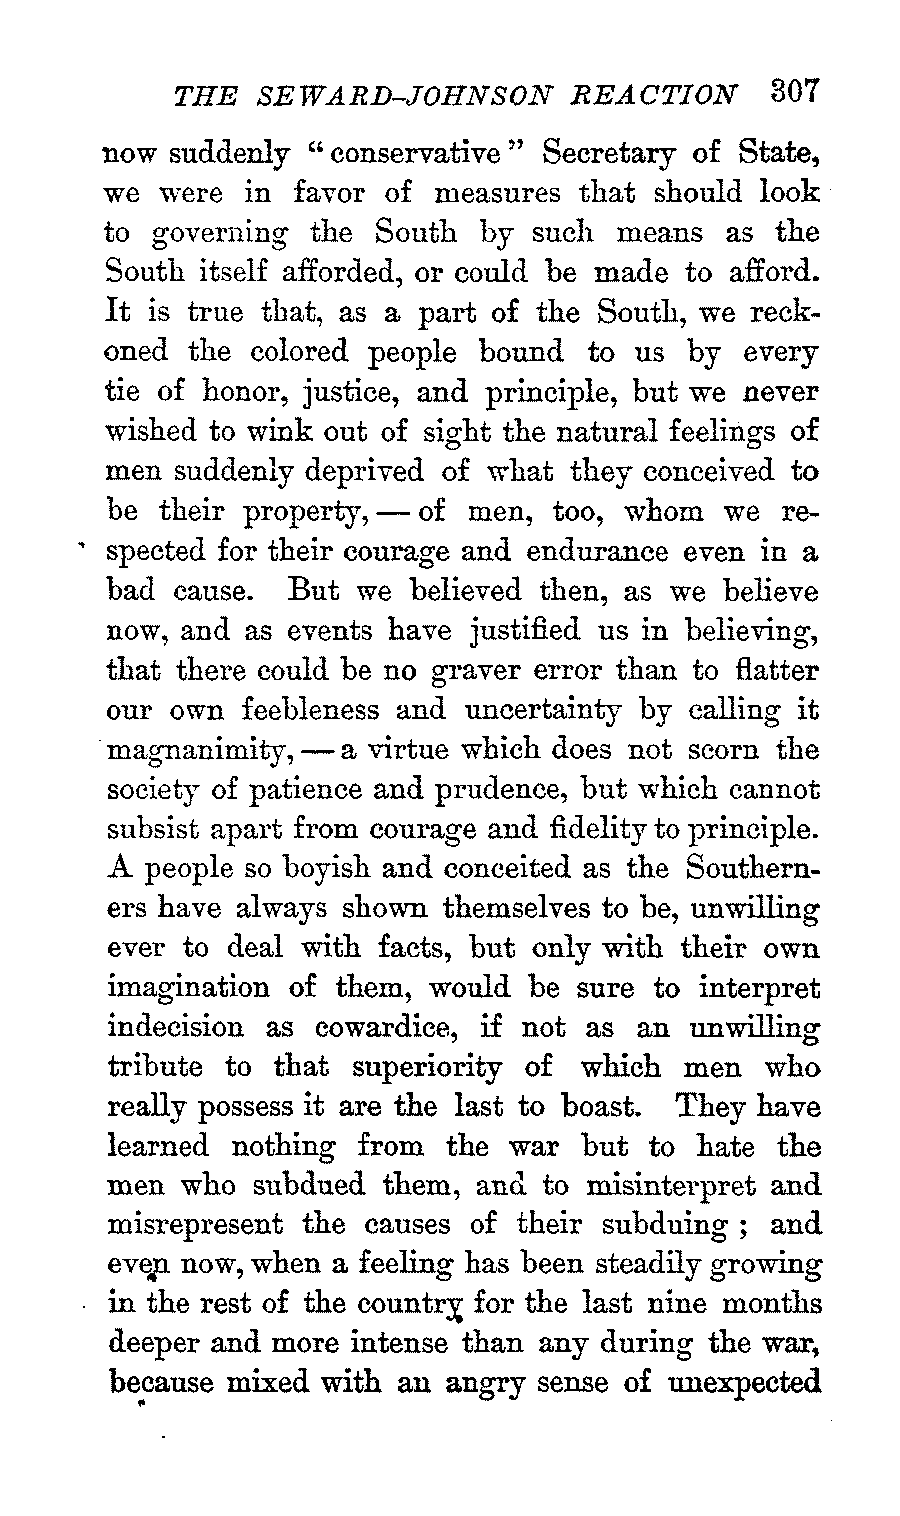 THE SEWARD-JOHNSON REACTION 307
now suddenly " conservative " Secretary of State,
we were in favor of measures that should look
to governing the South by such means as the
South itself afforded, or could be made to afford.
It is true that, as a part of the South, we reck-
oned the colored people bound to us by every
tie of honor, justice, and principle, but we never
wished to wink out of sight the natural feelings of
men suddenly deprived of what they conceived to
be their property, — of men, too, whom we re-
spected for their courage and endurance even in a
bad cause. But we believed then, as we believe
now, and as events have justified us in believing,
that there could be no graver error than to flatter
our own feebleness and uncertainty by calling it
magnanimity, — a virtue which does not scorn the
society of patience and prudence, but which cannot
subsist apart from courage and fidelity to principle.
A people so boyish and conceited as the Southern-
ers have always shown themselves to be, unwilling
ever to deal with facts, but only with their own
imagination of them, would be sure to interpret
indecision as cowardice, if not as an unwilling
tribute to that superiority of which men who
really possess it are the last to boast. They have
learned nothing from the war but to hate the
men who subdued them, and to misinterpret and
misrepresent the causes of their subduing ; and
even now, when a feeling has been steadily growing
in the rest of the country for the last nine months
deeper and more intense than any during the war,
because mixed with an angry sense of unexpected